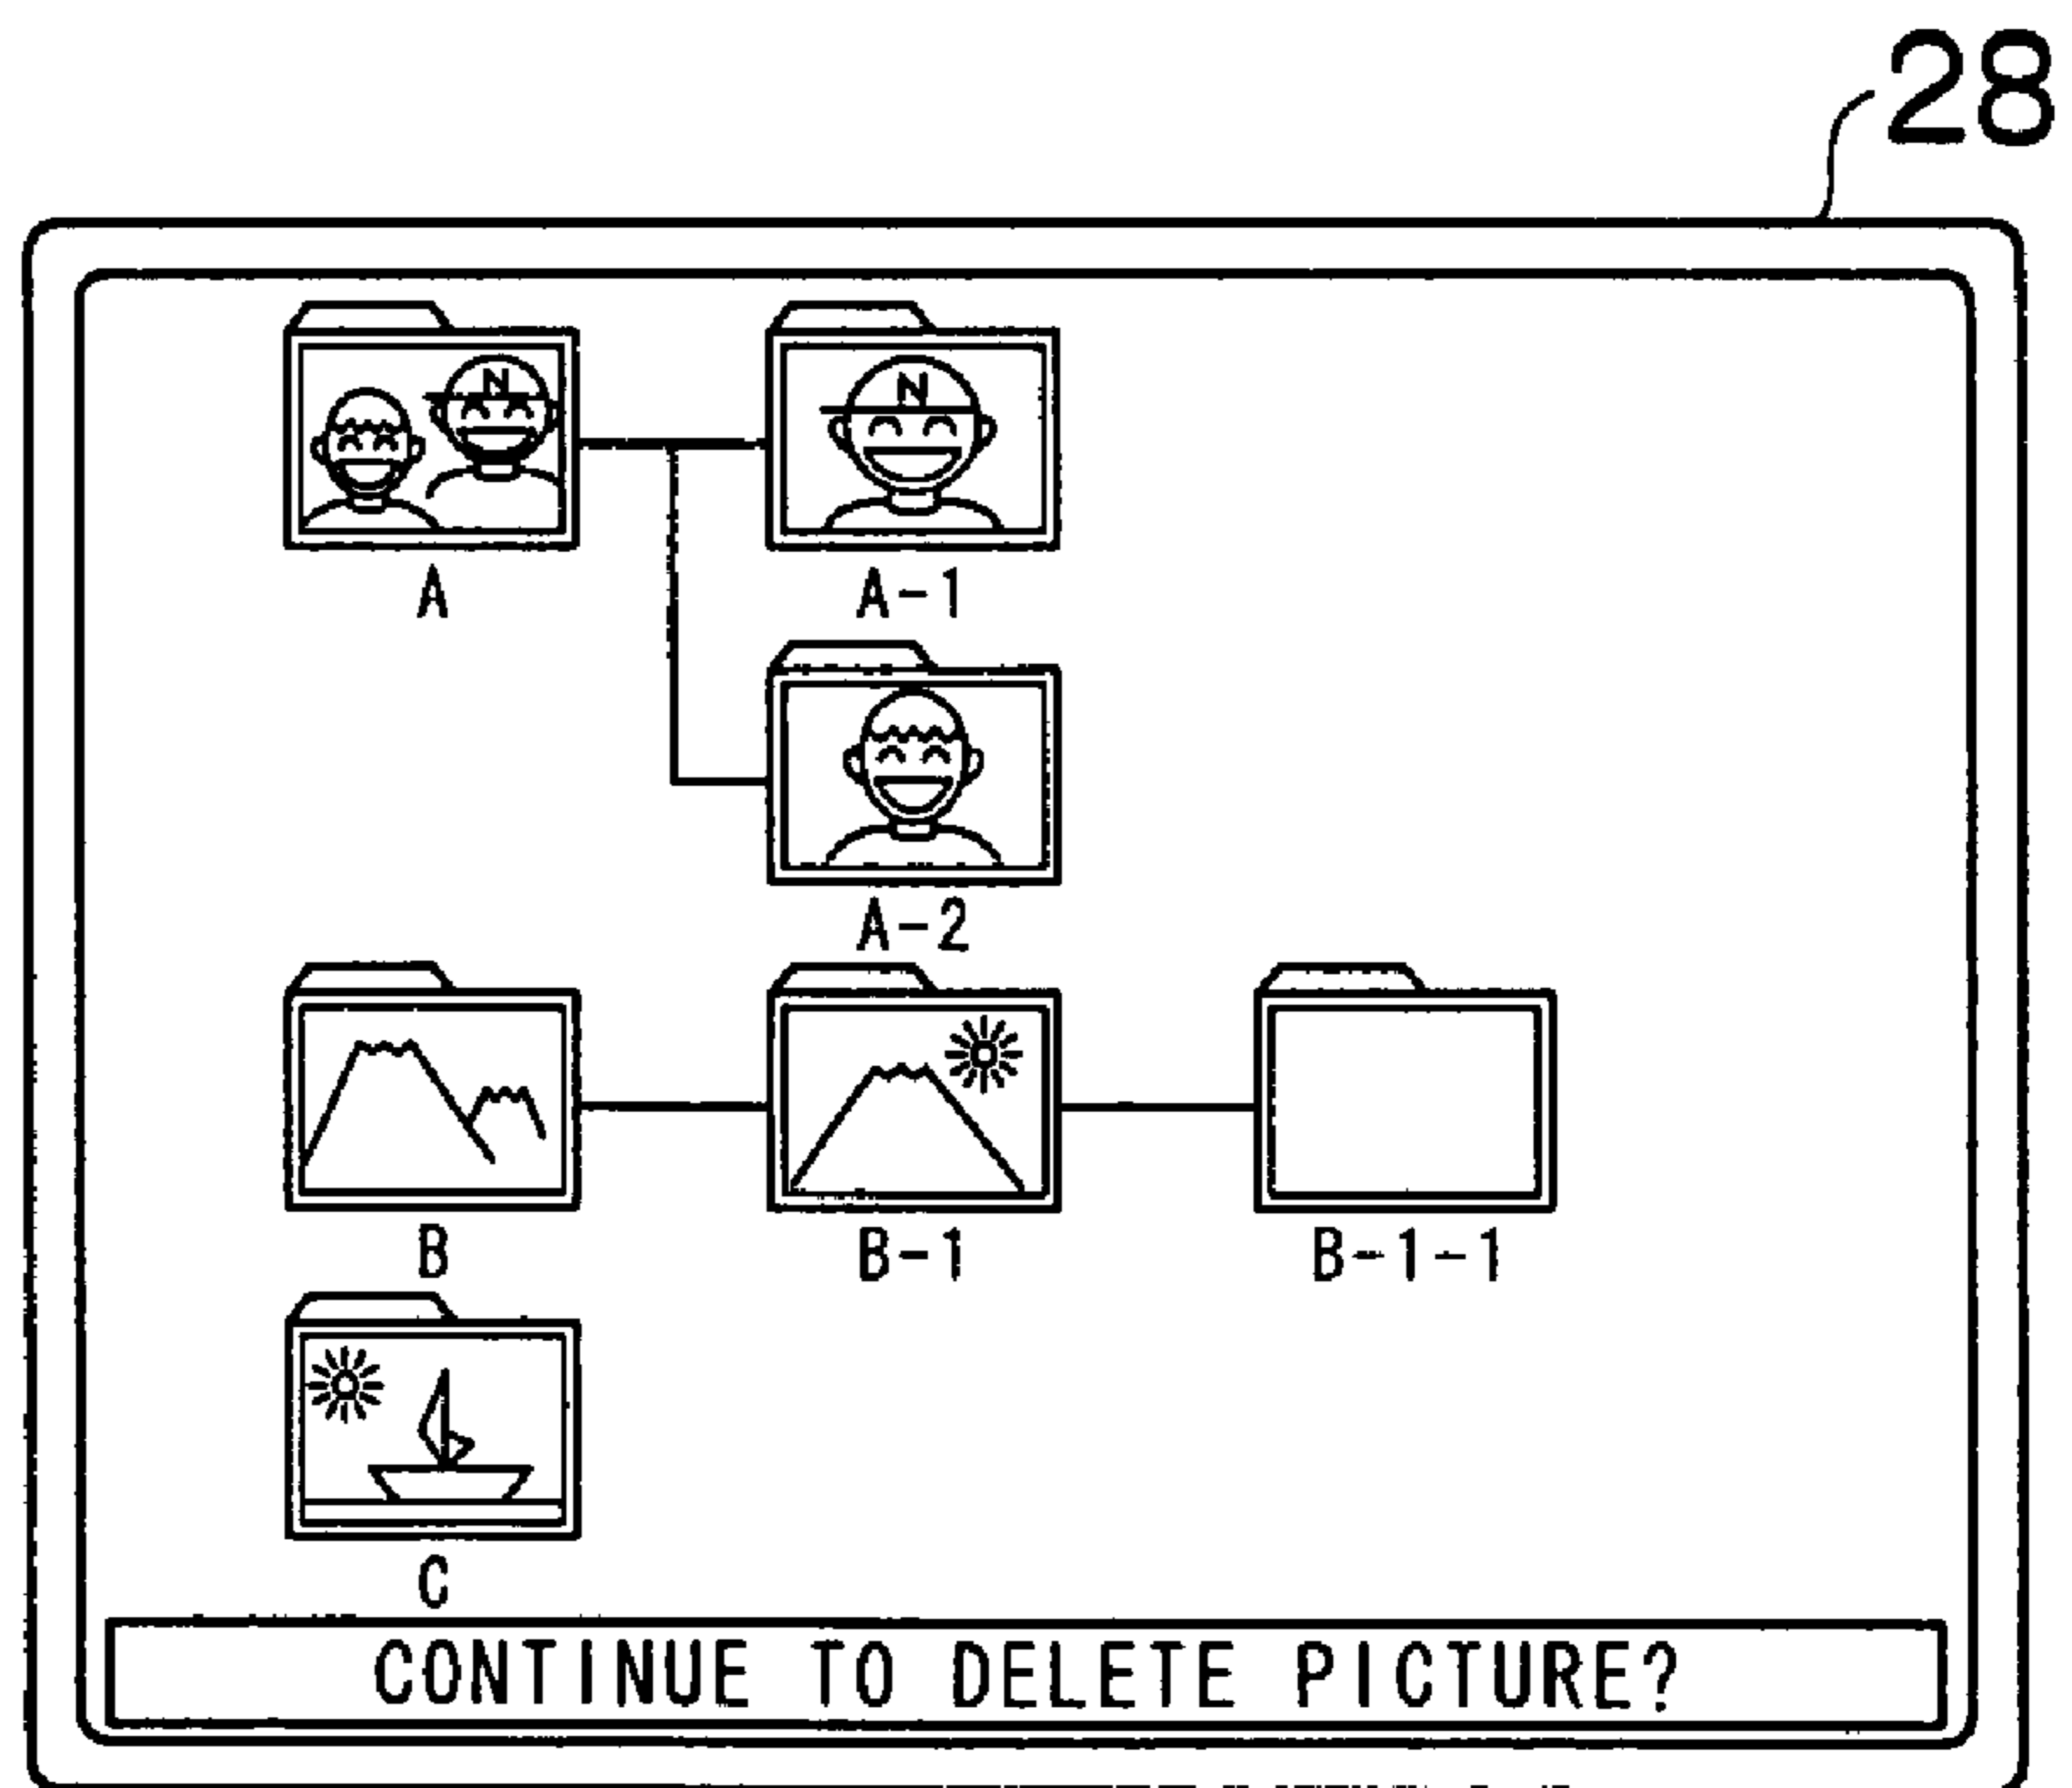 28
N
N
A
A-1
A-2
B
B-1
B-1-1
C
CONTINUE TO DELETE PICTURE?